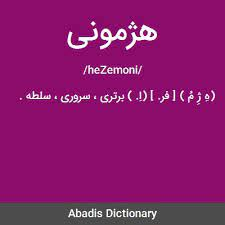 هژمونی
/heZemoni/
(هِ ژِ مُ ) [ فر. ] (اِ. ) برتری ، سروری ، سلطه .
Abadis Dictionary